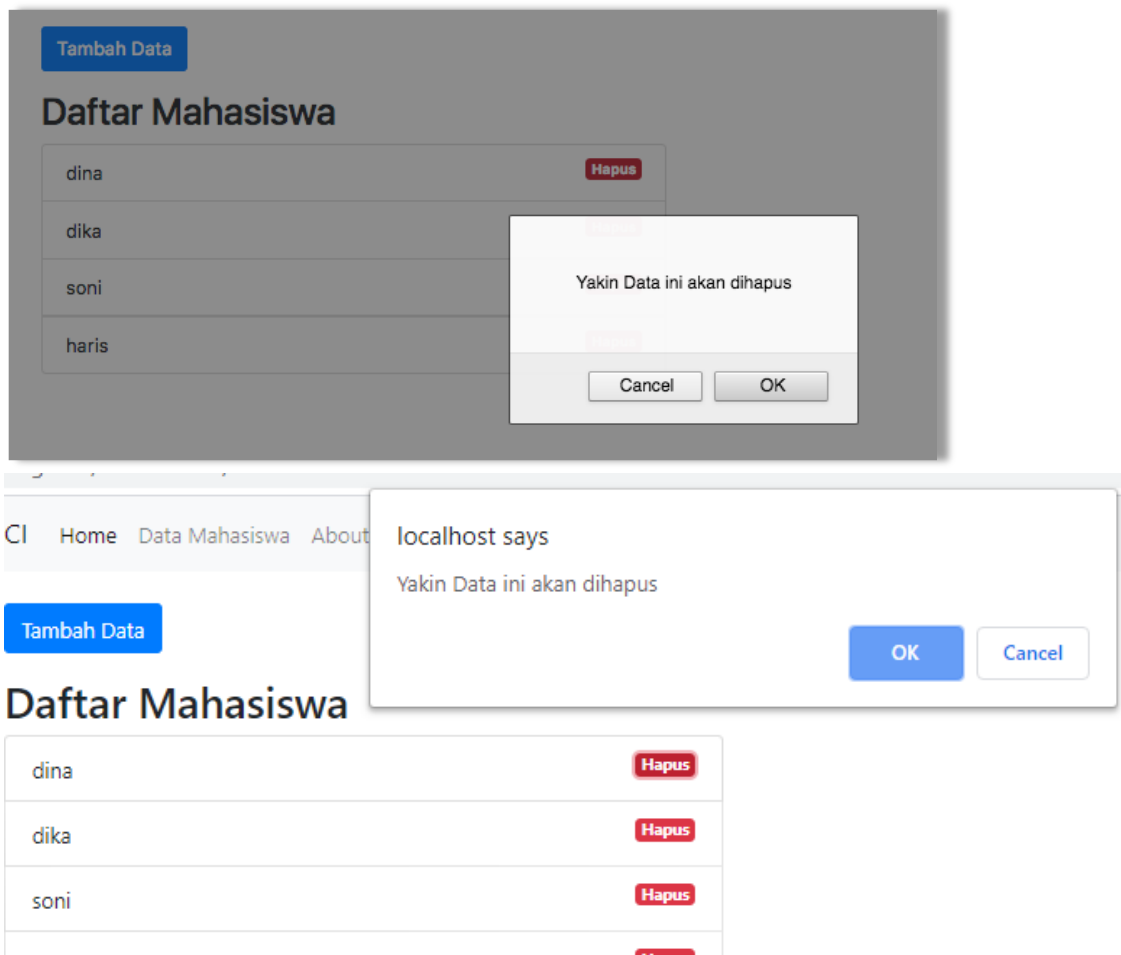 Tambah Data
Daftar Mahasiswa
dina Hapus
dika
soni
haris
Yakin Data ini akan dihapus
Cancel OK
CI Home Data Mahasiswa About
localhost says
Yakin Data ini akan dihapus
OK Cancel
Tambah Data
Daftar Mahasiswa
dina Hapus
dika Hapus
soni Hapus